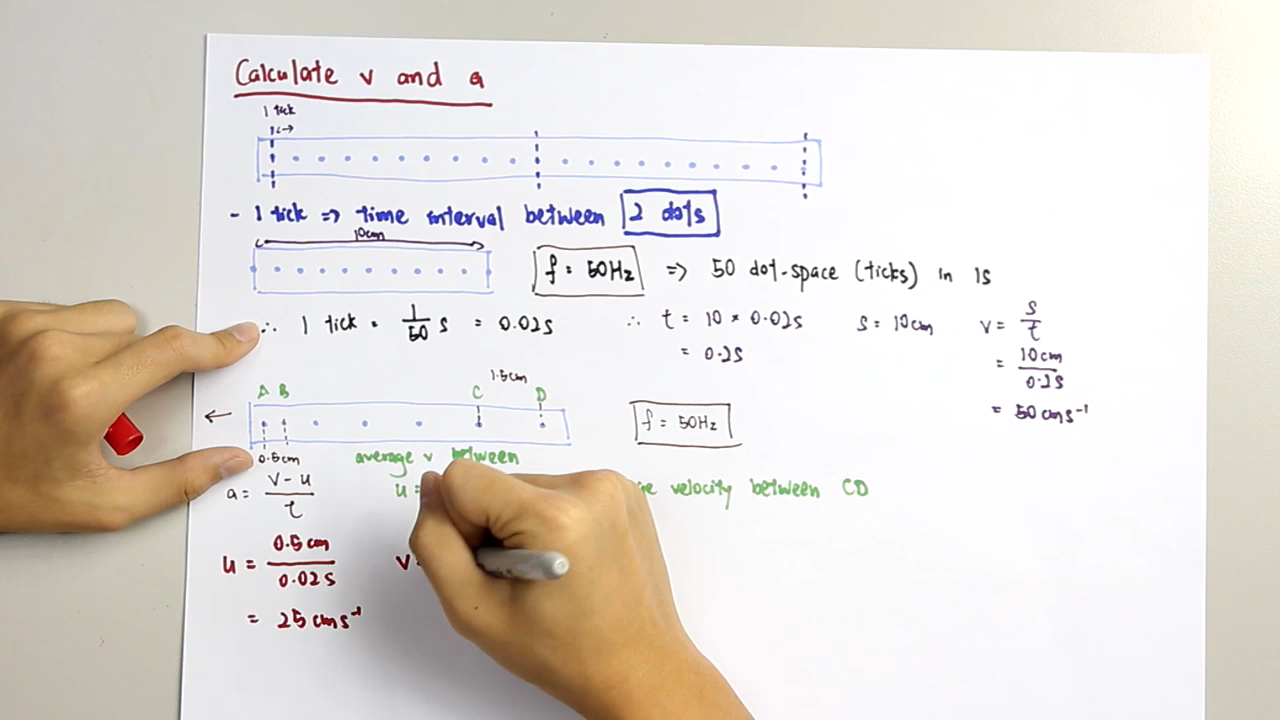 Calculate v and a
1 tick
- 1 tick => time interval between 2 dots
10cm
f = 50Hz => 50 dot-space (ticks) in 1s
∴ 1 tick = 1/50 s = 0.02s
∴ t = 10 × 0.02s
= 0.2s
s = 10cm
v = s/t
= 10cm/0.2s
= 50 cms⁻¹
A B C 1.5cm D
f = 50Hz
0.5cm
average v between
a = v - u / t
u =
velocity between CD
u = 0.5cm/0.02s
= 25 cms⁻¹
v =